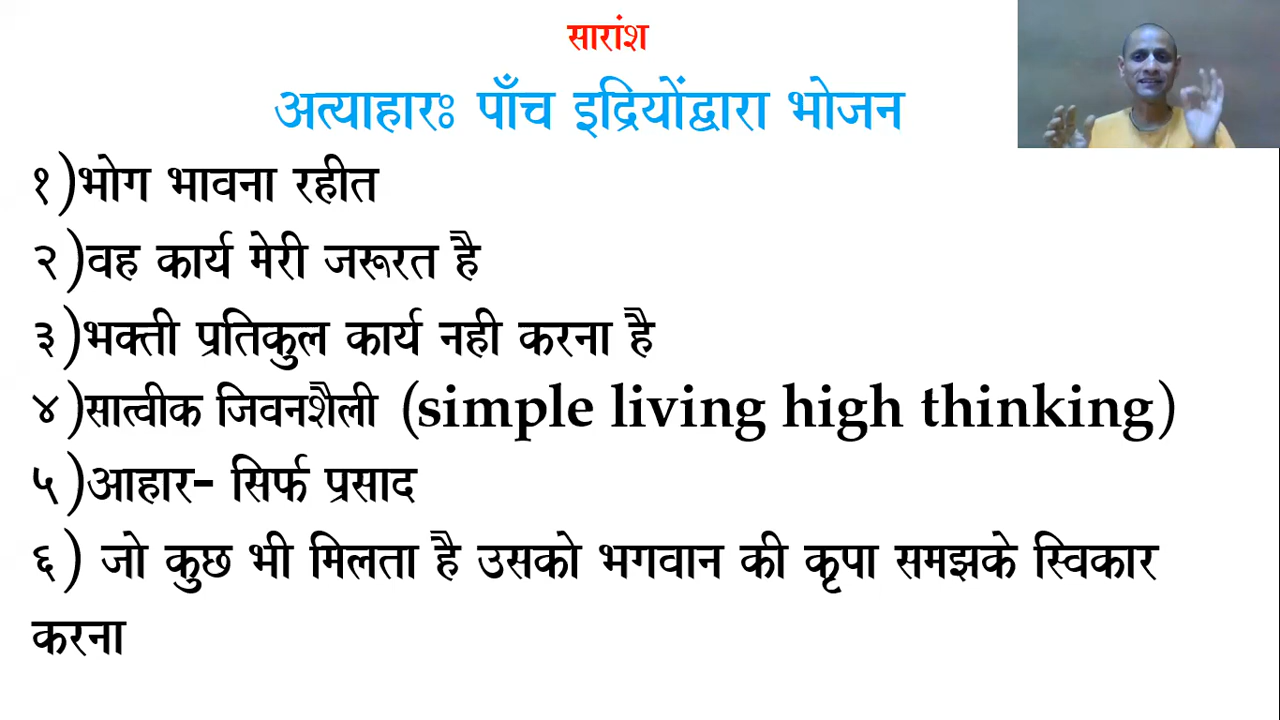 सारांश
अत्याहारः पाँच इद्रियोंद्वारा भोजन
१)भोग भावना रहीत
२)वह कार्य मेरी जरूरत है
३)भक्ती प्रतिकुल कार्य नही करना है
४)सात्वीक जिवनशैली (simple living high thinking)
५)आहार- सिर्फ प्रसाद
६) जो कुछ भी मिलता है उसको भगवान की कृपा समझके स्विकार
करना